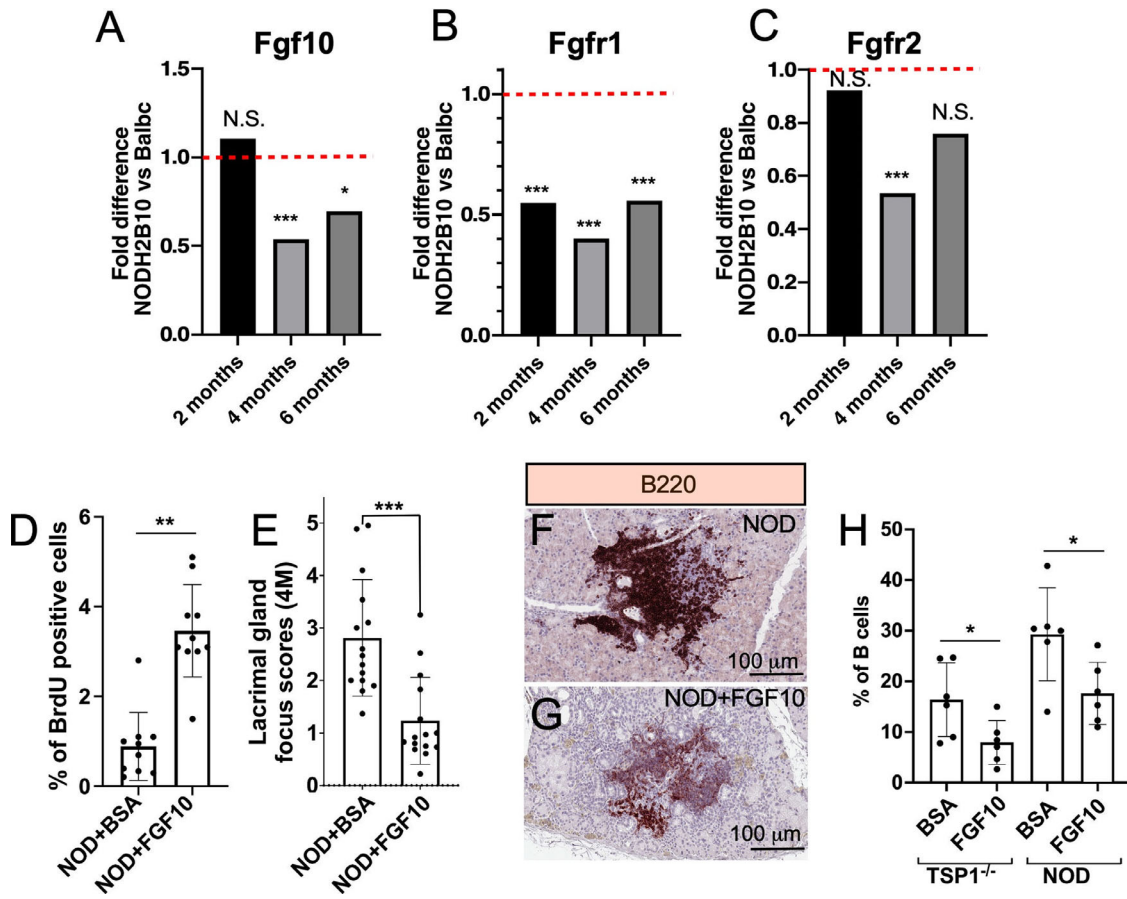 A
Fgf10
Fold difference
NODH2B10 vs Balbc
1.5
1.0
0.5
0.0
N.S.
***
*
2 months
4 months
6 months
B
Fgfr1
Fold difference
NODH2B10 vs Balbc
1.0
0.5
0.0
***
***
***
2 months
4 months
6 months
C
Fgfr2
Fold difference
NODH2B10 vs Balbc
1.0
0.8
0.6
0.4
0.2
0.0
N.S.
***
N.S.
2 months
4 months
6 months
D
% of BrdU positive cells
6
4
2
0
**
NOD+BSA
NOD+FGF10
E
Lacrimal gland
focus scores (4M)
5
4
3
2
1
0
***
NOD+BSA
NOD+FGF10
B220
F
NOD
100 μm
G
NOD+FGF10
100 μm
H
% of B cells
50
40
30
20
10
0
*
*
BSA
FGF10
BSA
FGF10
TSP1-/-
NOD